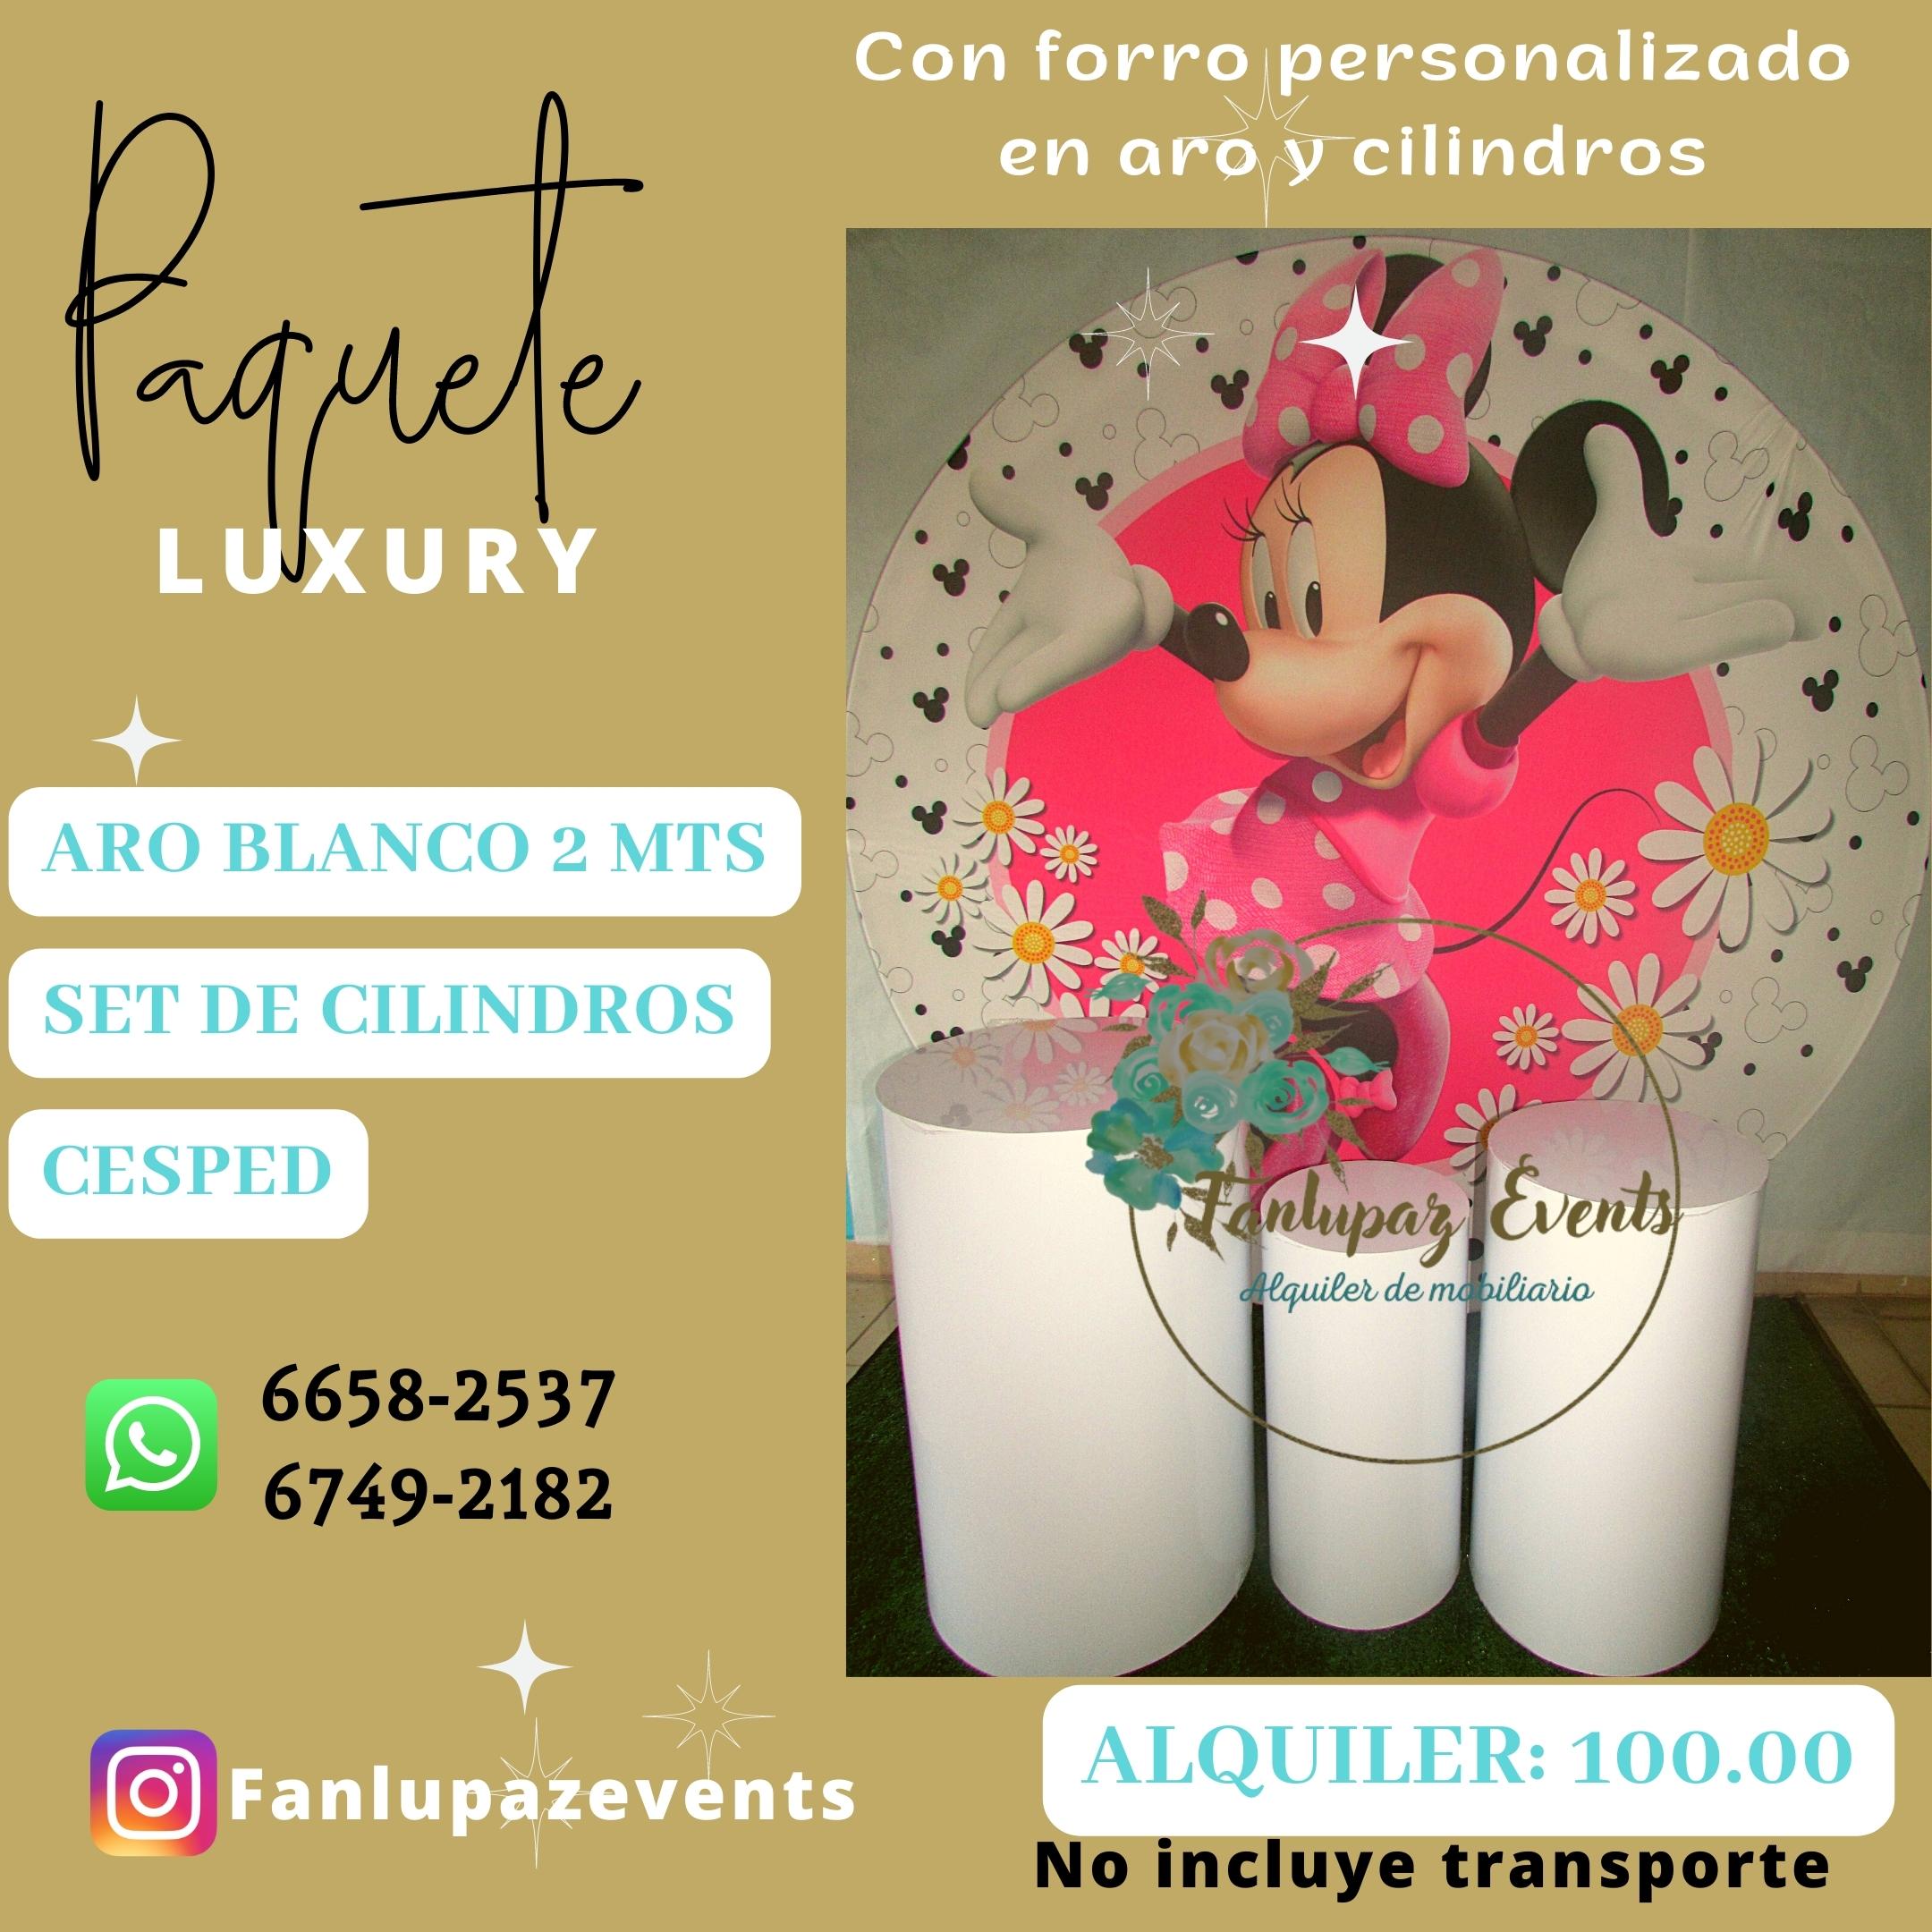 Paquete
LUXURY
Con forro personalizado
en aro y cilindros
ARO BLANCO 2 MTS
SET DE CILINDROS
CESPED
Fanlupaz Events
Alquiler de mobiliario
6658-2537
6749-2182
Fanlupazevents
ALQUILER: 100.00
No incluye transporte